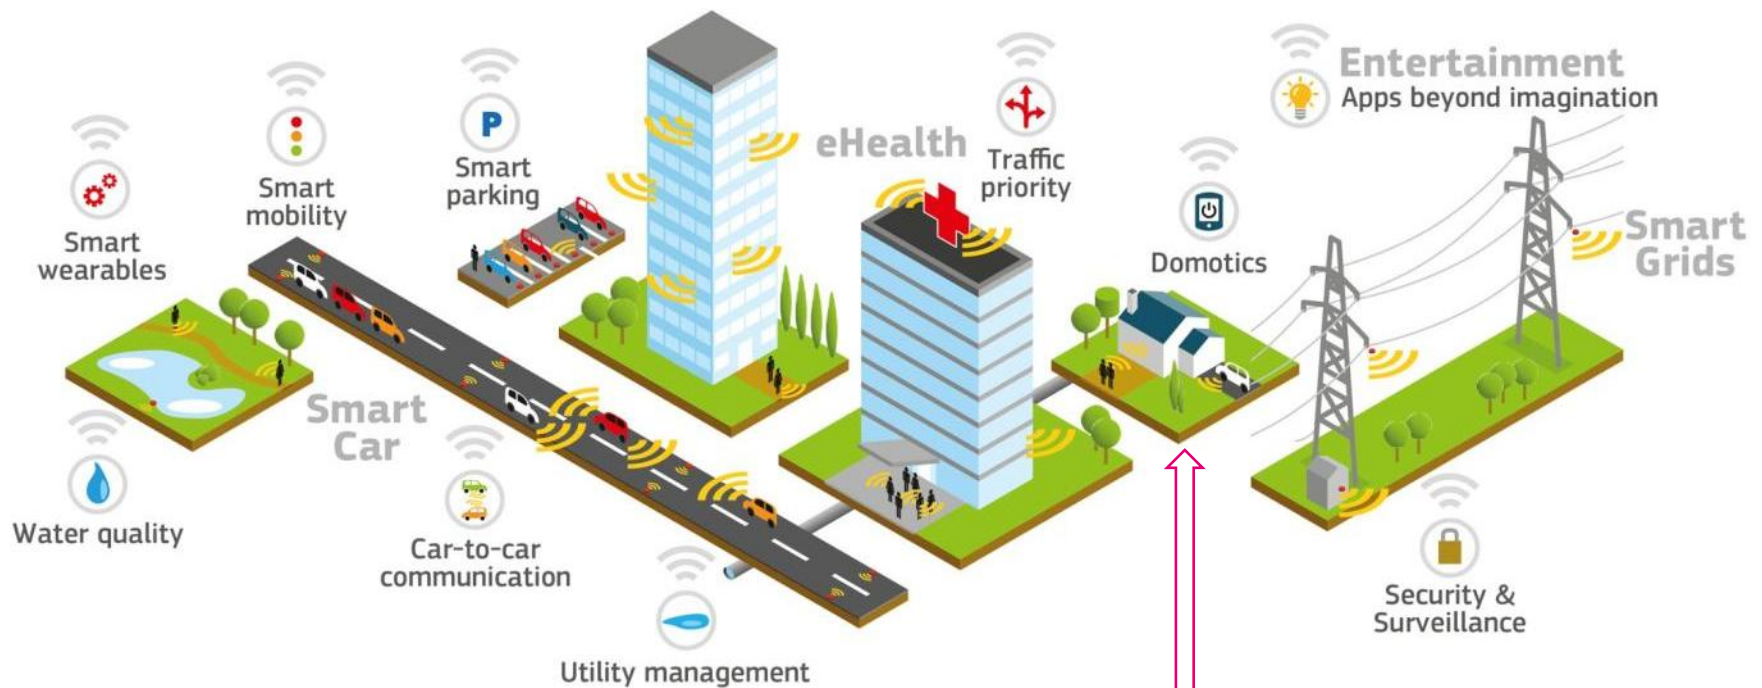 Entertainment
Apps beyond imagination
eHealth
Traffic
priority
P
Smart
parking
Smart
mobility
Smart
wearables
Domotics
Smart
Grids
Smart
Car
Water quality
Car-to-car
communication
Utility management
Security &
Surveillance